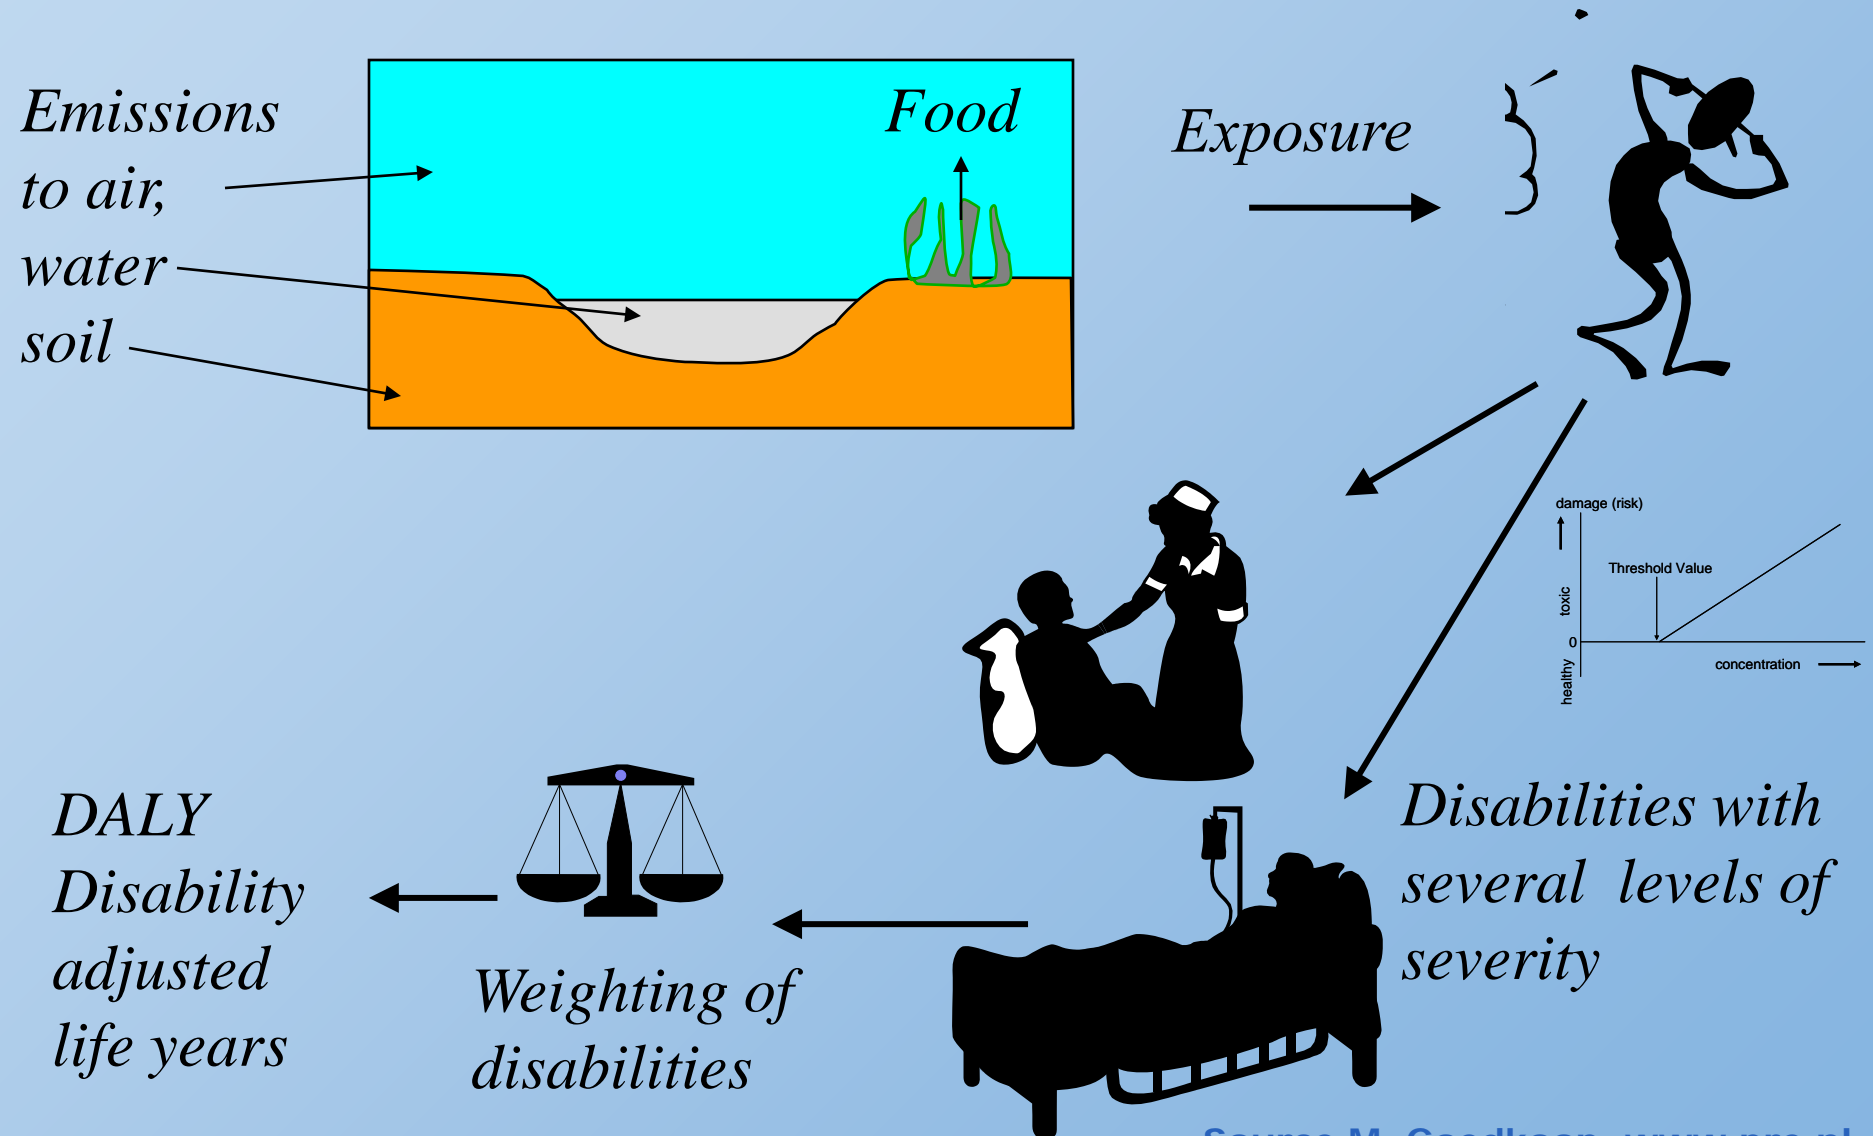 Emissions
to air,
water
soil
Food
Exposure
damage (risk)
Threshold Value
toxic
0
healthy
concentration
Disabilities with
several levels of
severity
Weighting of
disabilities
DALY
Disability
adjusted
life years